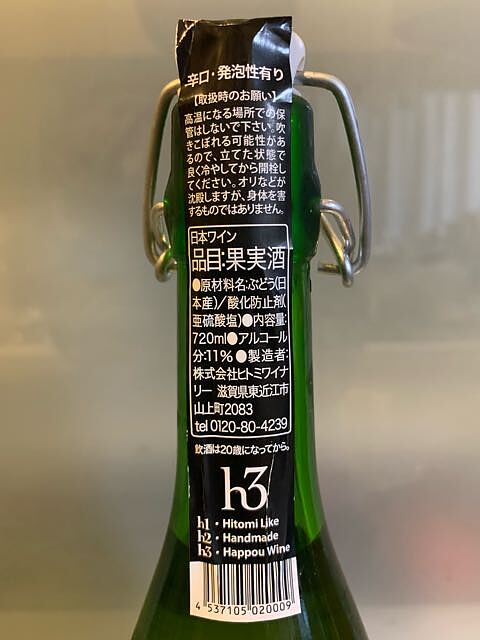 辛口・発泡性有り
【取扱時のお願い】
高温になる場所での保
管はしないで下さい。吹
きこぼれる可能性があ
るので、立てた状態で
良く冷やしてから開栓し
てください。オリなどが
沈殿しますが、身体を害
するものではありません。
日本ワイン
品目:果実酒
●原材料名:ぶどう(日
本産)/酸化防止剤(
亜硫酸塩)●内容量:
720ml●アルコール
分:11%●製造者:
株式会社ヒトミワイナ
リー 滋賀県東近江市
山上町2083
tel 0120-80-4239
飲酒は20歳になってから。
h3
h1・Hitomi Like
h2・Handmade
h3・Happou Wine
4 537105 020009